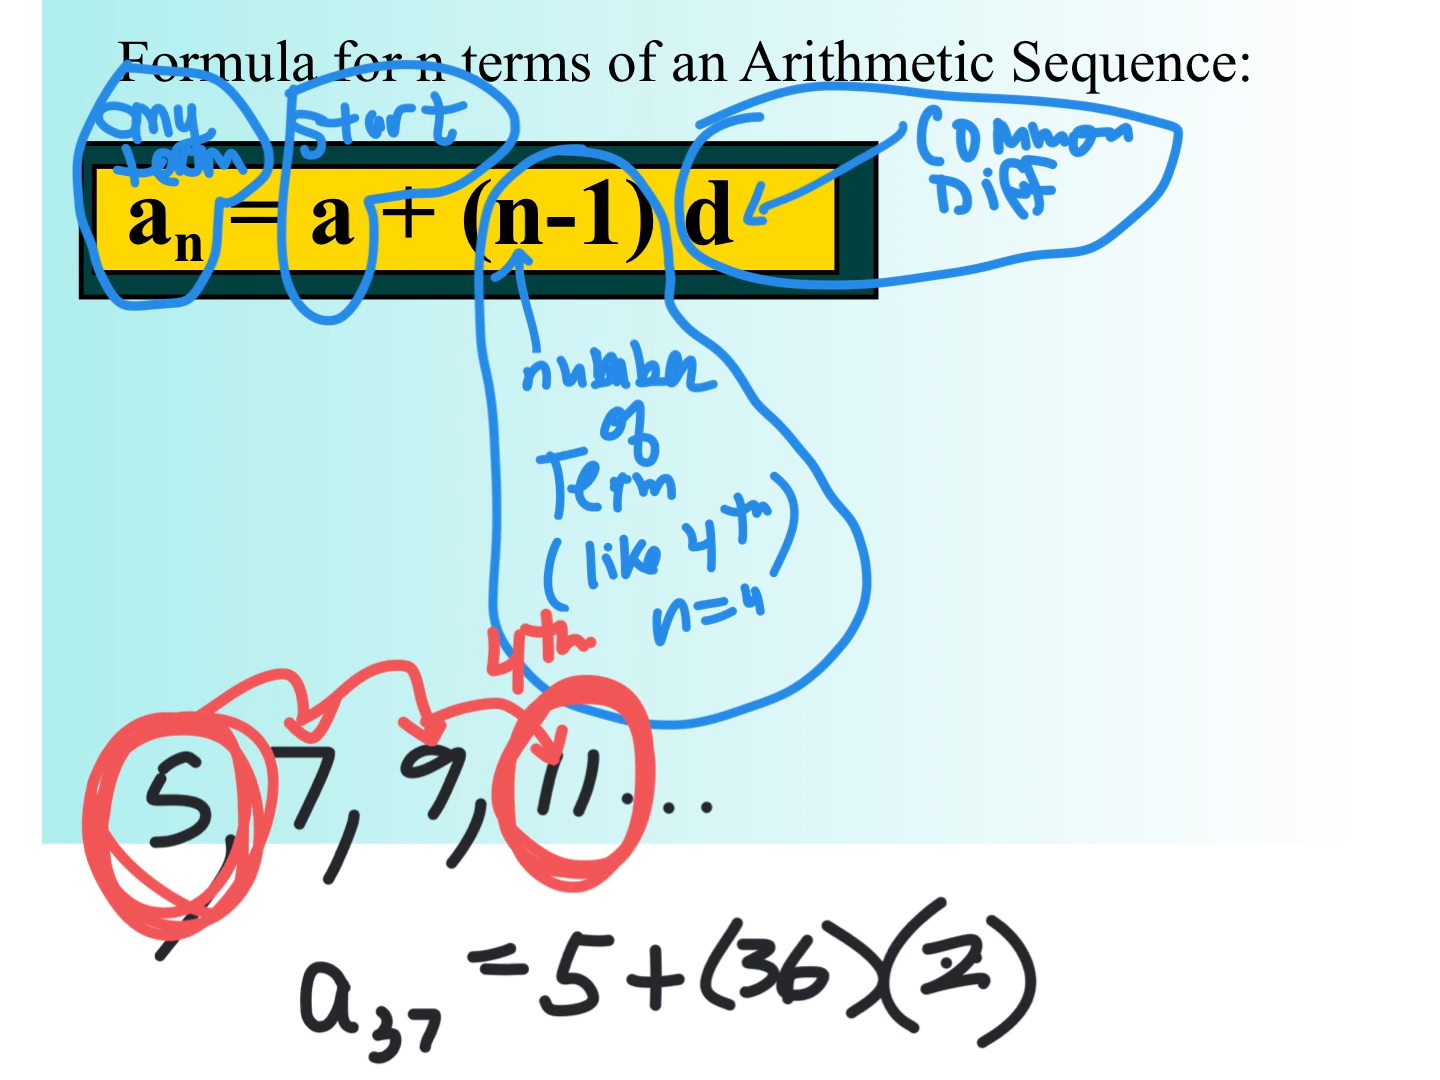 Formula for n terms of an Arithmetic Sequence:
any
term
start
Common
Diff
aₙ = a + (n-1) d
number
of
Term
(like 4th)
n=4
4th
5, 7, 9, 11...
a₃₇ = 5 + (36)(2)